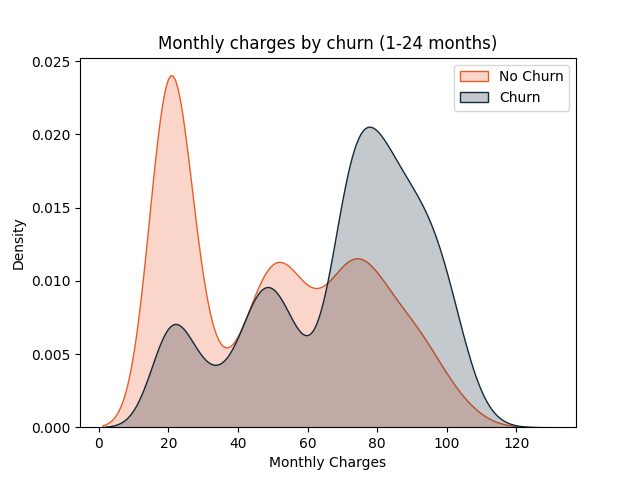 Monthly charges by churn (1-24 months)
No Churn
Churn
0.025
0.020
0.015
0.010
0.005
0.000
Density
0 20 40 60 80 100 120
Monthly Charges